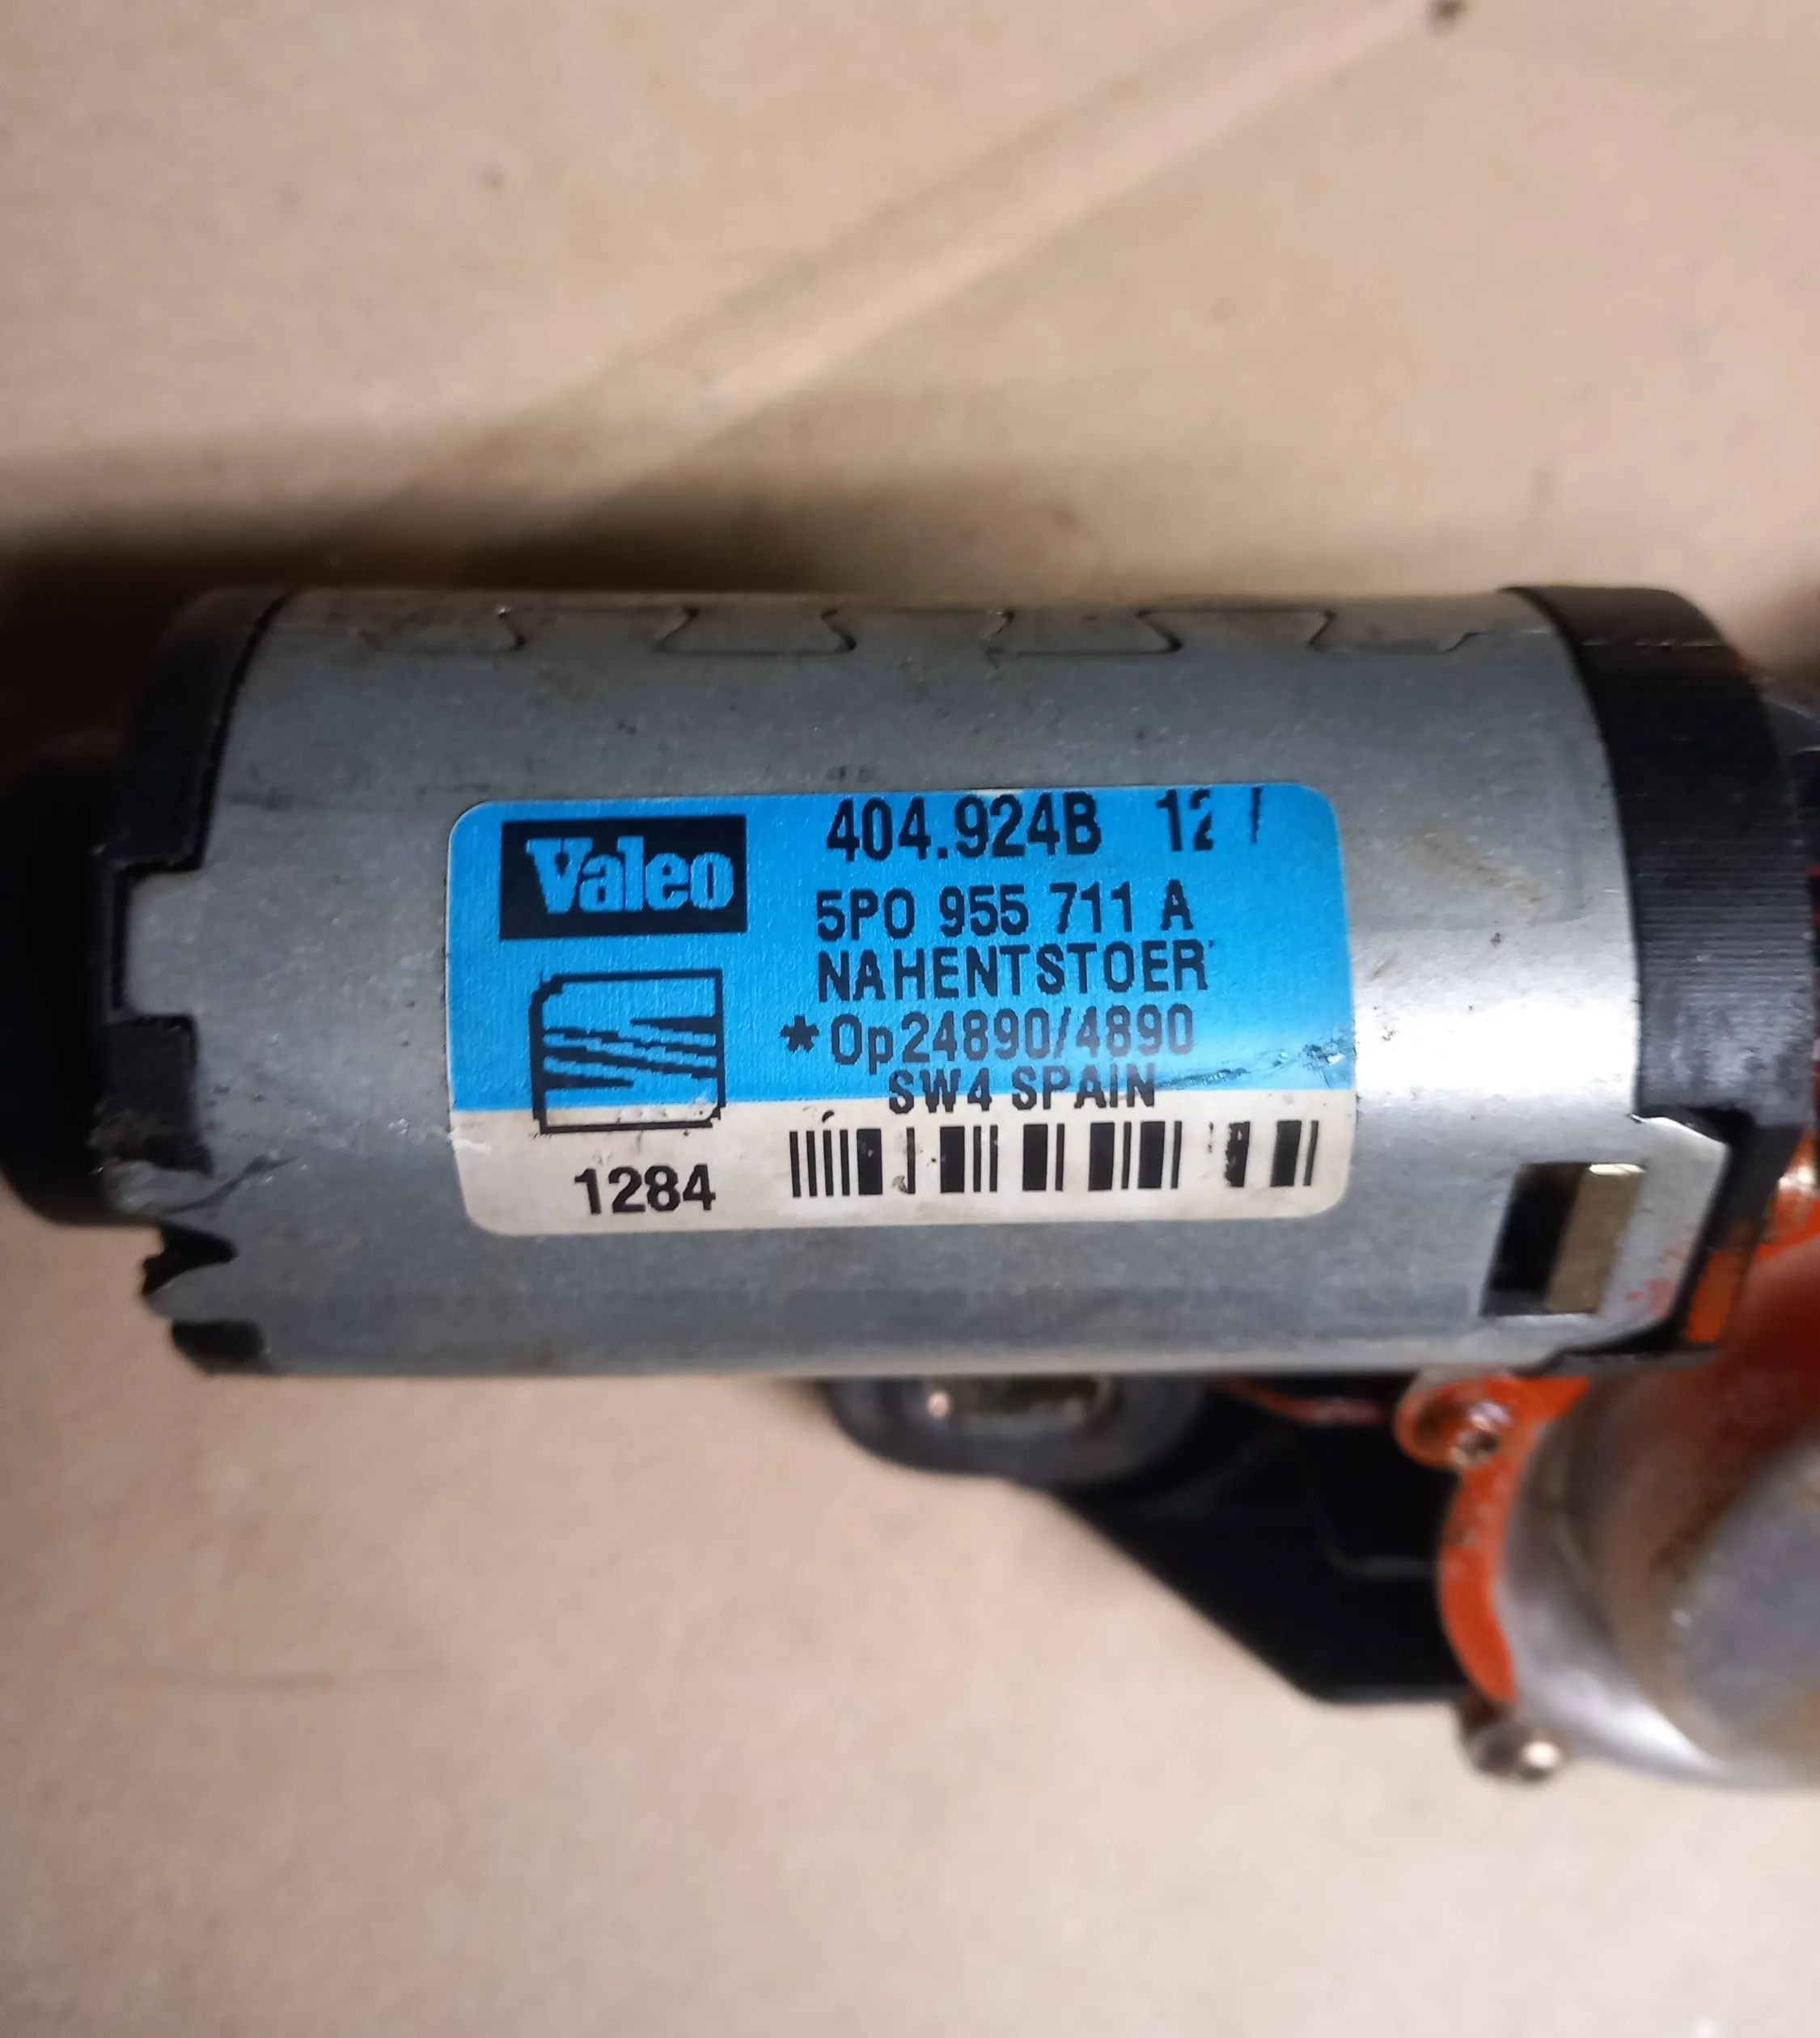 Valeo
404.924B 12
5P0 955 711 A
NAHENTSTOER
*Op24890/4890
SW4 SPAIN
1284